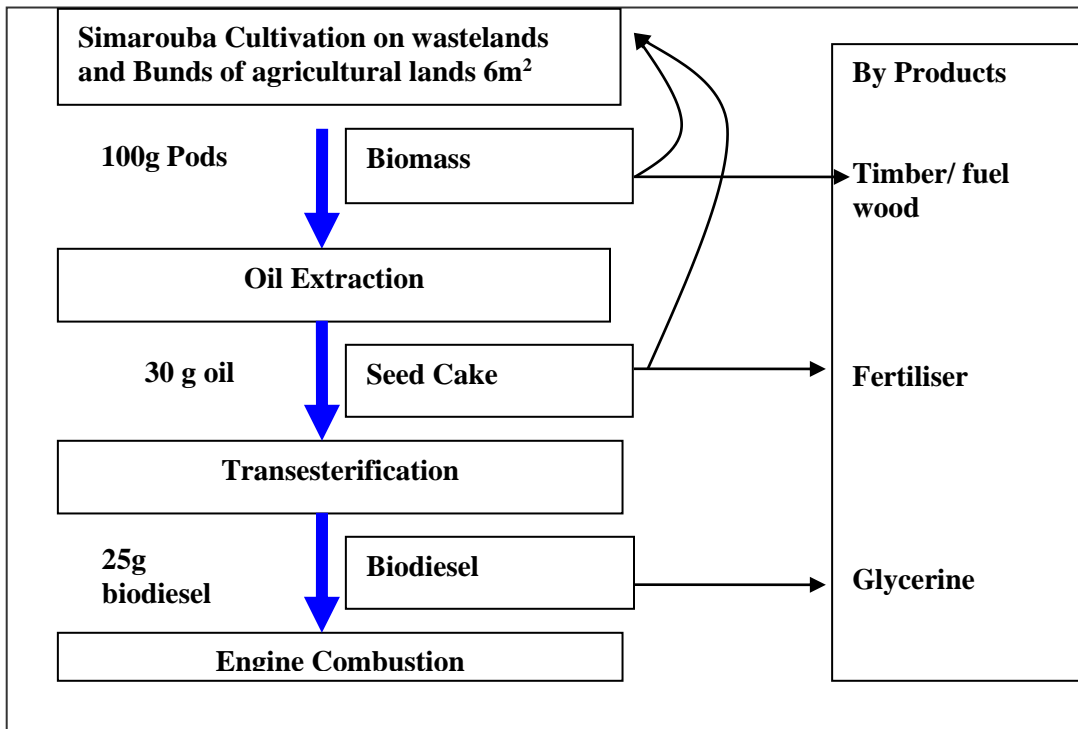 Simarouba Cultivation on wastelands
and Bunds of agricultural lands 6m²
By Products
100g Pods
Biomass
Timber/ fuel
wood
Oil Extraction
30 g oil
Seed Cake
Fertiliser
Transesterification
25g
biodiesel
Biodiesel
Glycerine
Engine Combustion